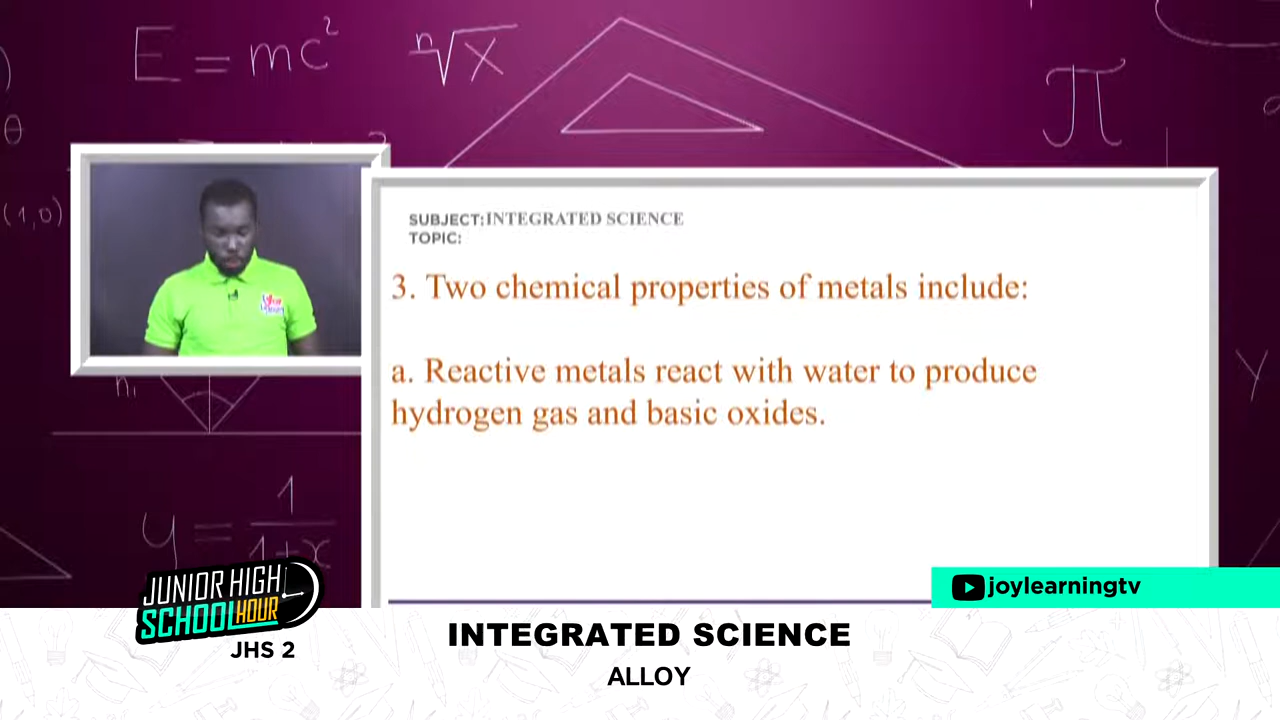 E = mc²
ⁿ√X
π
θ
(1,0)
SUBJECT:INTEGRATED SCIENCE
TOPIC:
3. Two chemical properties of metals include:
a. Reactive metals react with water to produce
hydrogen gas and basic oxides.
n₁
Y
y = 1/1+x
JUNIOR HIGH
SCHOOL HOUR
JHS 2
joylearningtv
INTEGRATED SCIENCE
ALLOY